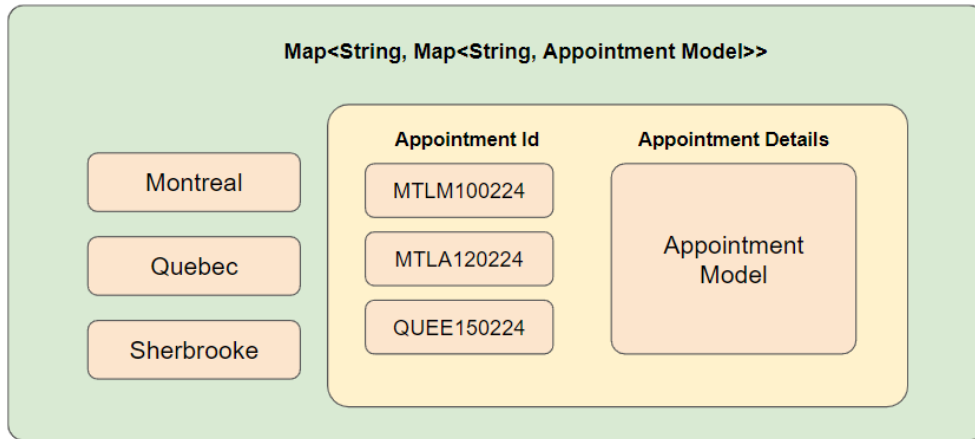 Map<String, Map<String, Appointment Model>>
Montreal
Quebec
Sherbrooke
Appointment Id
MTLM100224
MTLA120224
QUEE150224
Appointment Details
Appointment
Model